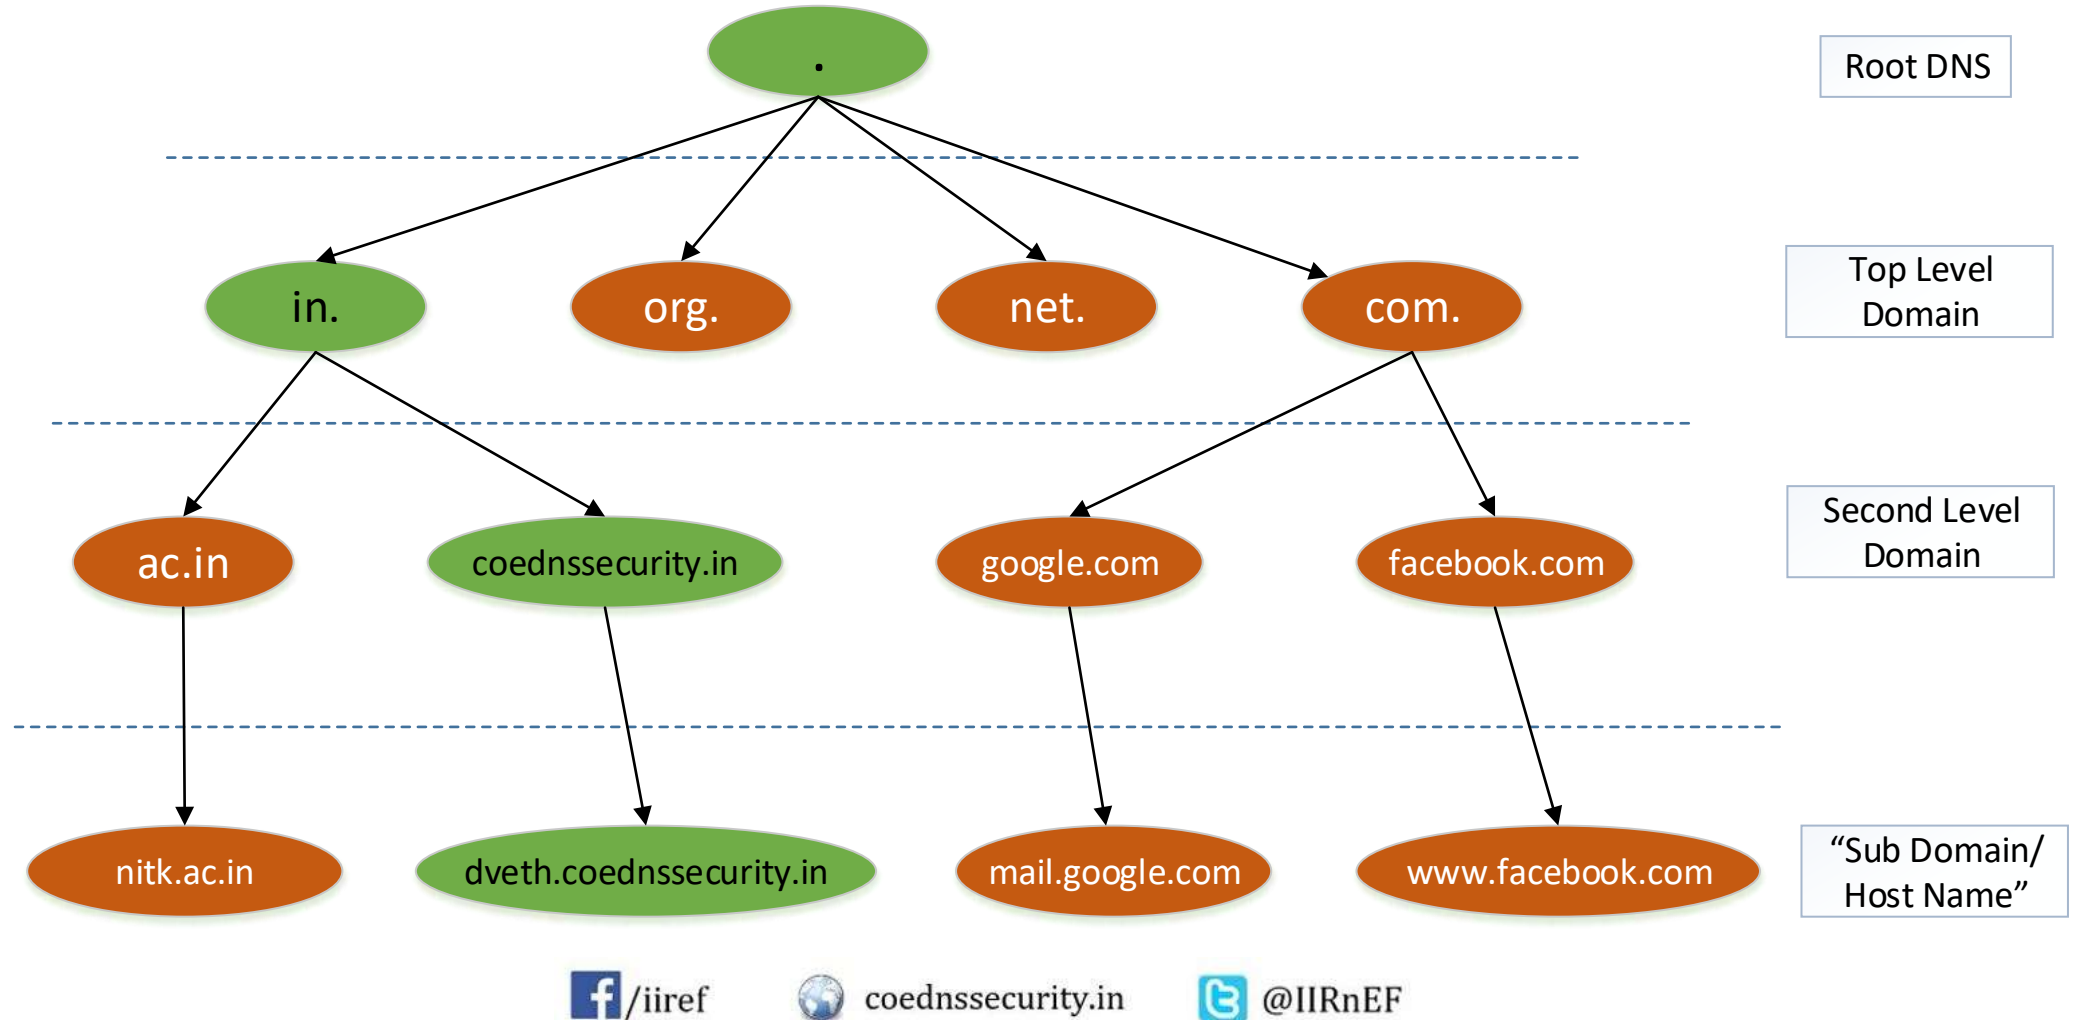 .
Root DNS
in.
org.
net.
com.
Top Level
Domain
ac.in
coednssecurity.in
google.com
facebook.com
Second Level
Domain
nitk.ac.in
dveth.coednssecurity.in
mail.google.com
www.facebook.com
“Sub Domain/
Host Name”
/iiref
coednssecurity.in
@IIRnEF